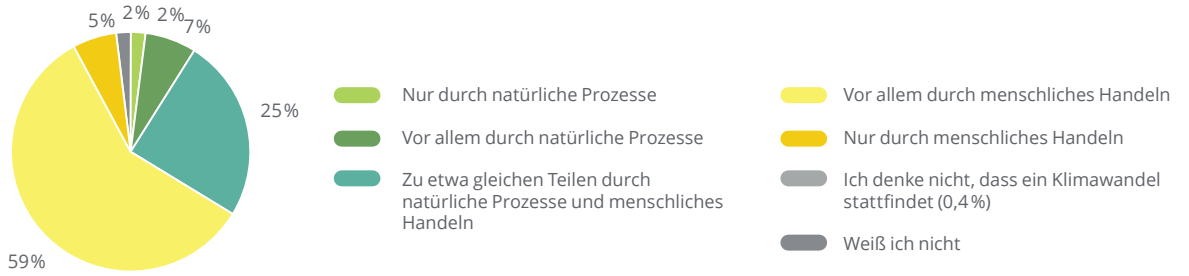 5%
2%
2%
7%
25%
59%
Nur durch natürliche Prozesse
Vor allem durch natürliche Prozesse
Zu etwa gleichen Teilen durch
natürliche Prozesse und menschliches
Handeln
Vor allem durch menschliches Handeln
Nur durch menschliches Handeln
Ich denke nicht, dass ein Klimawandel
stattfindet (0,4%)
Weiß ich nicht